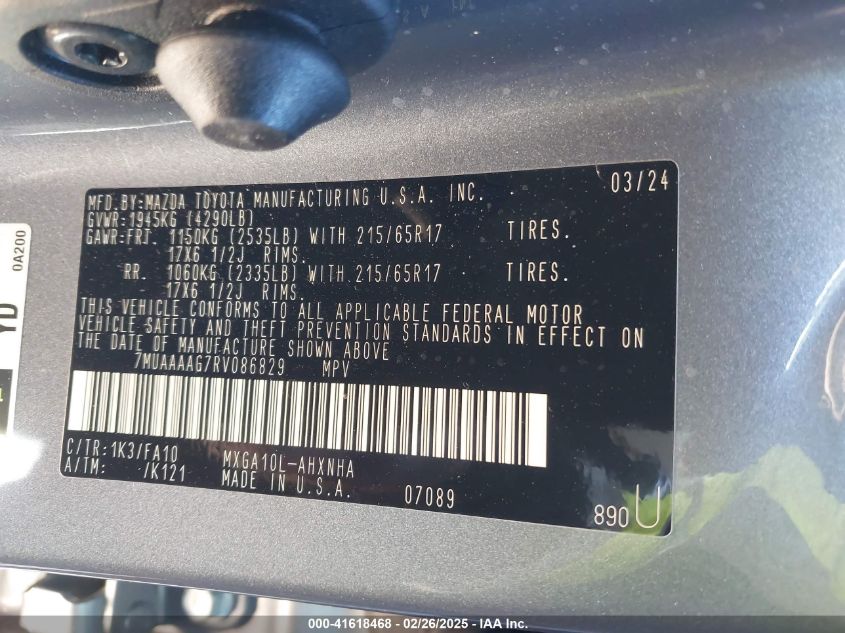 MFD.BY:MAZDA TOYOTA MANUFACTURING U.S.A. INC. 03/24
GVWR:1945KG (4290LB)
GAWR:FRT. 1150KG (2535LB) WITH 215/65R17 TIRES.
17X6 1/2J RIMS.
RR. 1060KG (2335LB) WITH 215/65R17 TIRES.
17X6 1/2J RIMS.
THIS VEHICLE CONFORMS TO ALL APPLICABLE FEDERAL MOTOR
VEHICLE SAFETY AND THEFT PREVENTION STANDARDS IN EFFECT ON
THE DATE OF MANUFACTURE SHOWN ABOVE
7MUAAAAG7RV086829 MPV
C/TR:1K3/FA10 MXGA10L-AHXNHA
A/TM: /K121 MADE IN U.S.A. 07089
890 U
0A200
YD
000-41618468 - 02/26/2025 - IAA Inc.